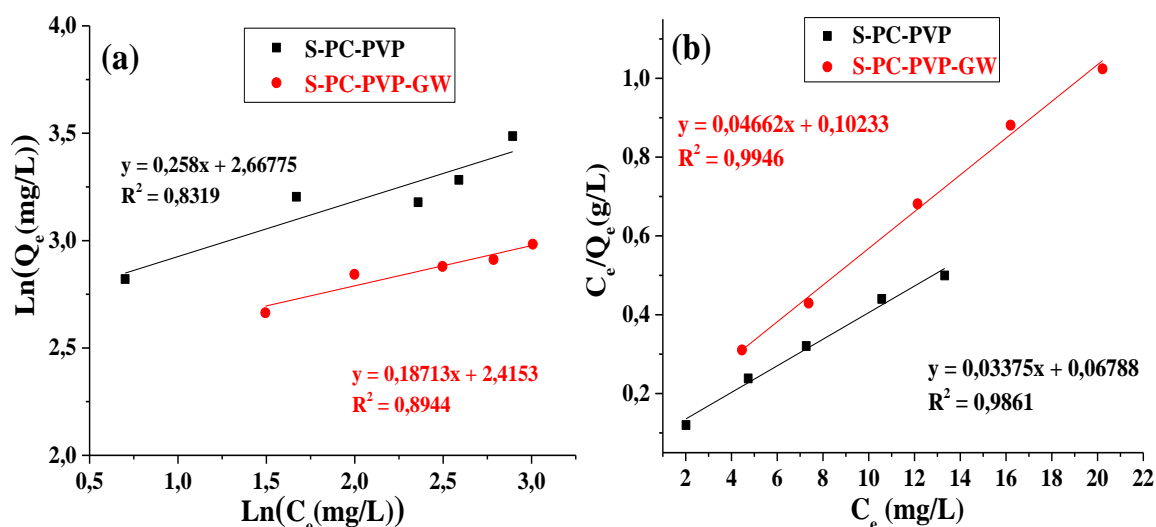 (a)
S-PC-PVP
S-PC-PVP-GW
y = 0,258x + 2,66775
R² = 0,8319
y = 0,18713x + 2,4153
R² = 0,8944
Ln(Qe(mg/L))
4,0
3,5
3,0
2,5
2,0
0,5 1,0 1,5 2,0 2,5 3,0
Ln(Ce(mg/L))
(b)
S-PC-PVP
S-PC-PVP-GW
y = 0,04662x + 0,10233
R² = 0,9946
y = 0,03375x + 0,06788
R² = 0,9861
Ce/Qe(g/L)
1,0
0,8
0,6
0,4
0,2
2 4 6 8 10 12 14 16 18 20 22
Ce (mg/L)